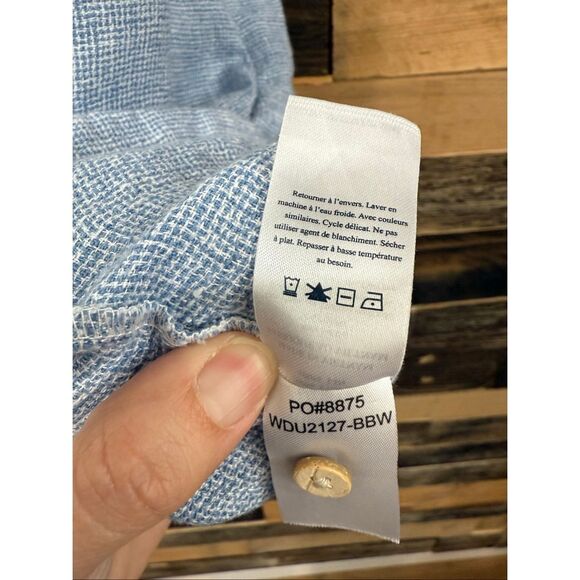 Retourner à l'envers. Laver en
machine à l'eau froide. Avec couleurs
similaires. Cycle délicat. Ne pas
utiliser agent de blanchiment. Sécher
à plat. Repasser à basse température
au besoin.
PO#8875
WDU2127-BBW